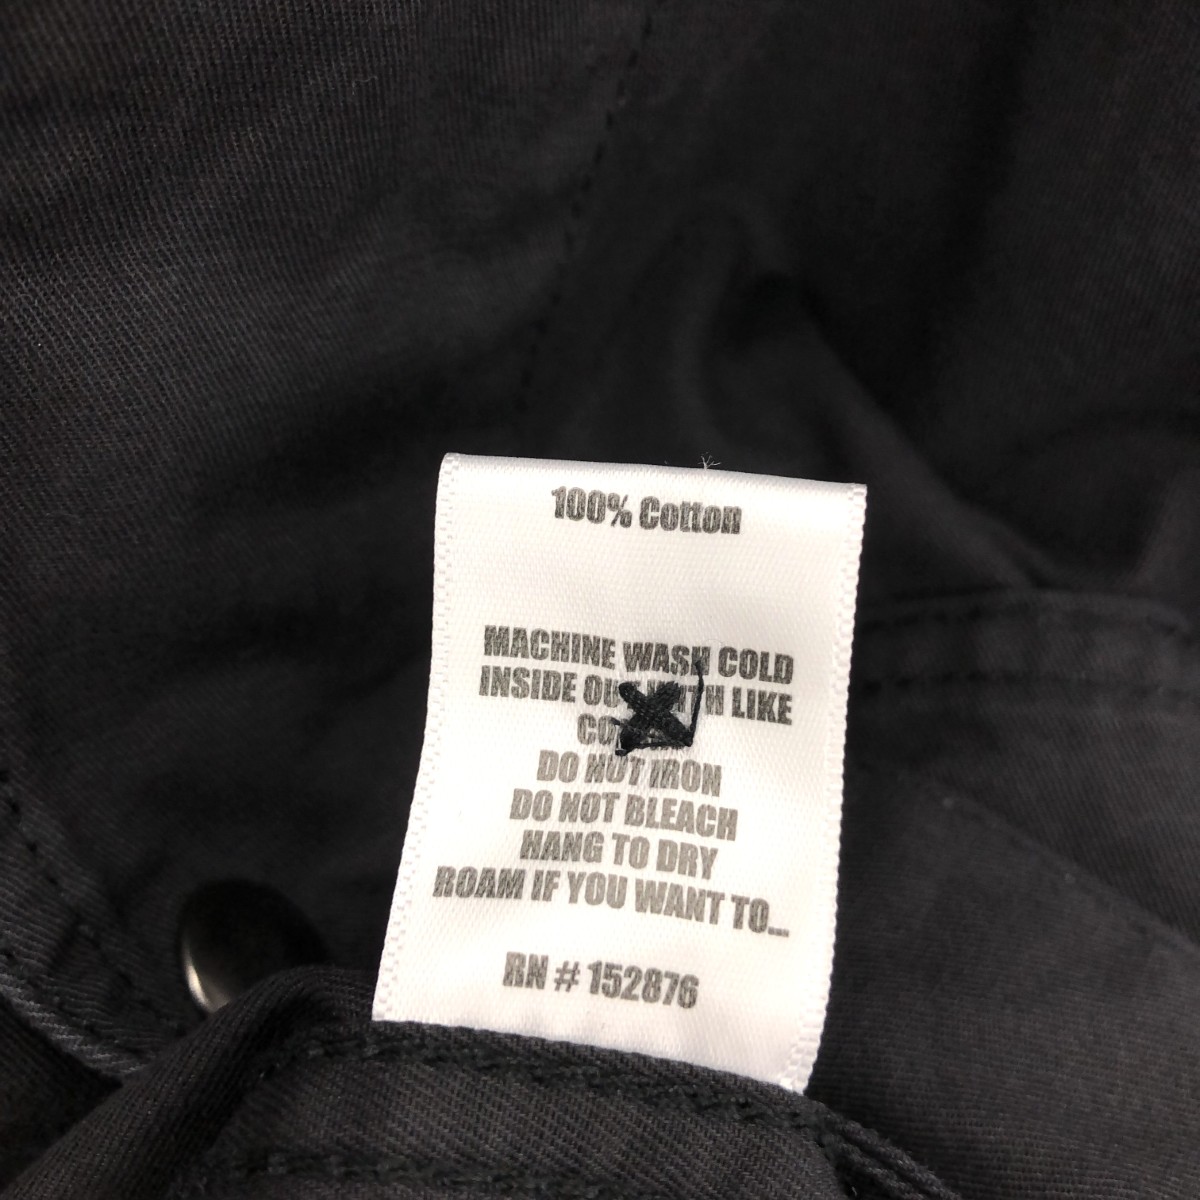 100% Cotton
MACHINE WASH COLD
INSIDE OUT WITH LIKE
DO NOT IRON
DO NOT BLEACH
HANG TO DRY
ROAM IF YOU WANT TO...
RN # 152876